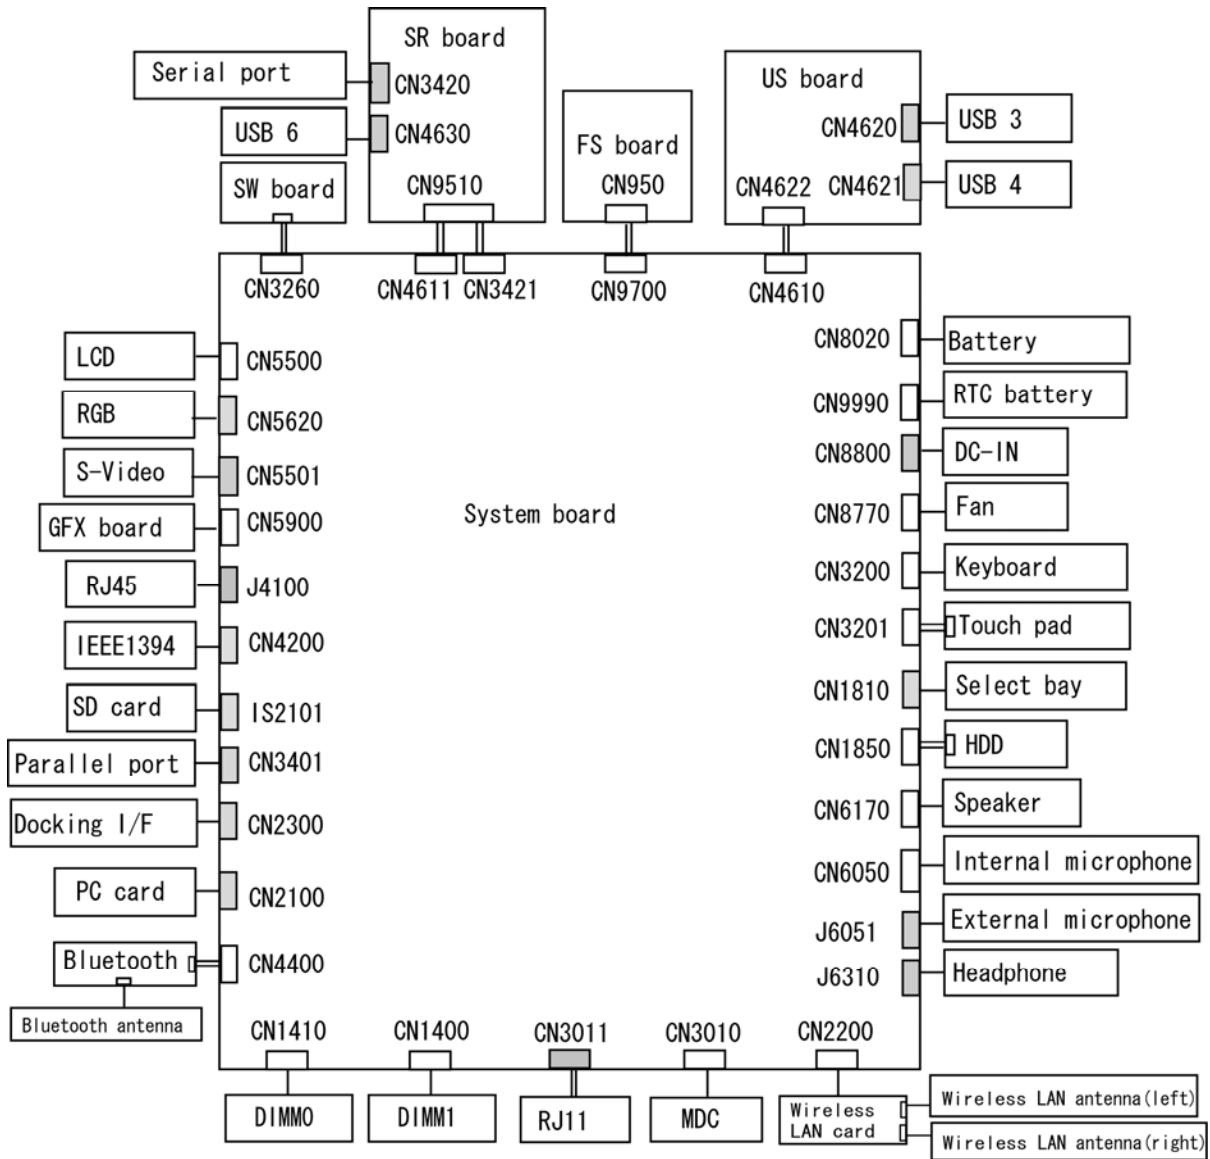 SR board
Serial port
CN3420
US board
USB 6
CN4630
CN4620
USB 3
FS board
SW board
CN9510
CN950
CN4622
CN4621
USB 4
CN3260
CN4611
CN3421
CN9700
CN4610
LCD
CN5500
CN8020
Battery
RGB
CN5620
CN9990
RTC battery
S-Video
CN5501
CN8800
DC-IN
GFX board
CN5900
System board
CN8770
Fan
RJ45
J4100
CN3200
Keyboard
IEEE1394
CN4200
CN3201
Touch pad
SD card
IS2101
CN1810
Select bay
Parallel port
CN3401
CN1850
HDD
Docking I/F
CN2300
CN6170
Speaker
PC card
CN2100
CN6050
Internal microphone
J6051
External microphone
Bluetooth
CN4400
J6310
Headphone
Bluetooth antenna
CN1410
CN1400
CN3011
CN3010
CN2200
DIMM0
DIMM1
RJ11
MDC
Wireless
LAN card
Wireless LAN antenna(left)
Wireless LAN antenna(right)